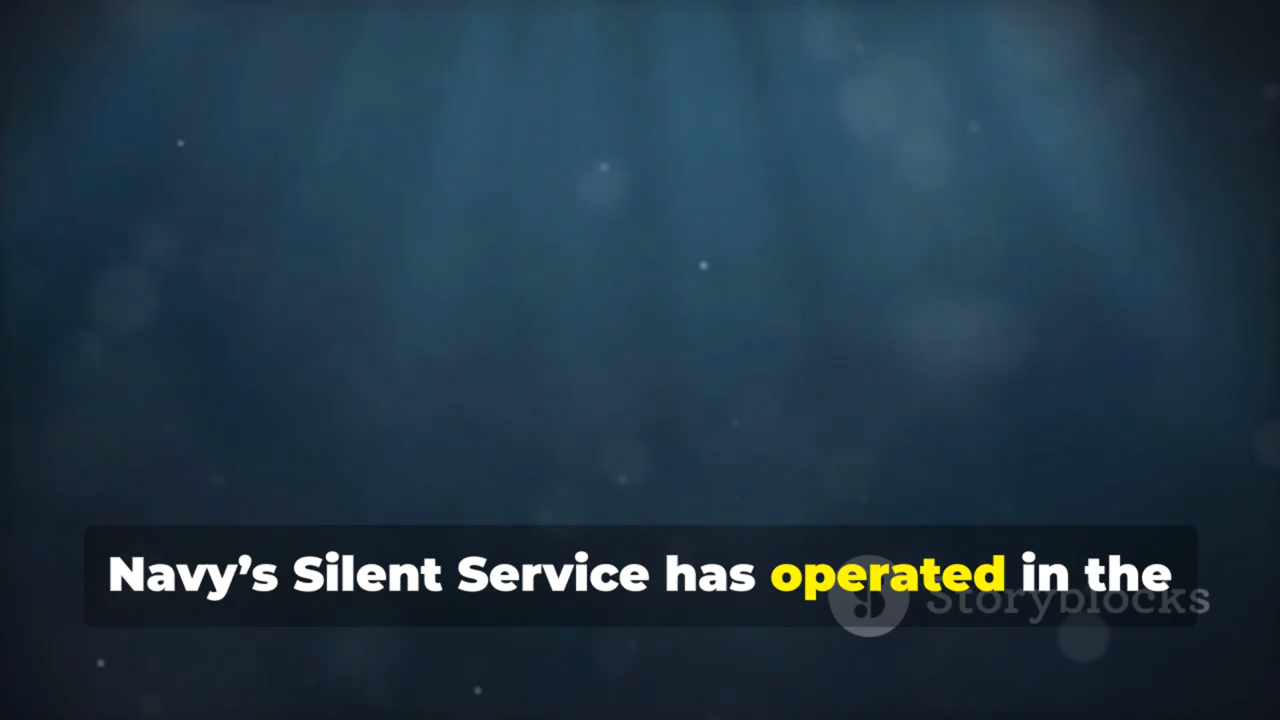 Navy’s Silent Service has operated in the
Storyblocks